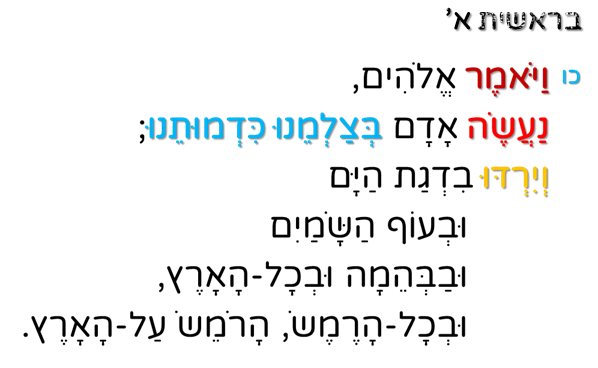 בראשית א'
כו וַיֹּאמֶר אֱלֹהִים,
נַעֲשֶׂה אָדָם בְּצַלְמֵנוּ כִּדְמוּתֵנוּ;
וְיִרְדּוּ בִדְגַת הַיָּם
וּבְעוֹף הַשָּׁמַיִם
וּבַבְּהֵמָה וּבְכָל-הָאָרֶץ,
וּבְכָל-הָרֶמֶשׂ, הָרֹמֵשׂ עַל-הָאָרֶץ.